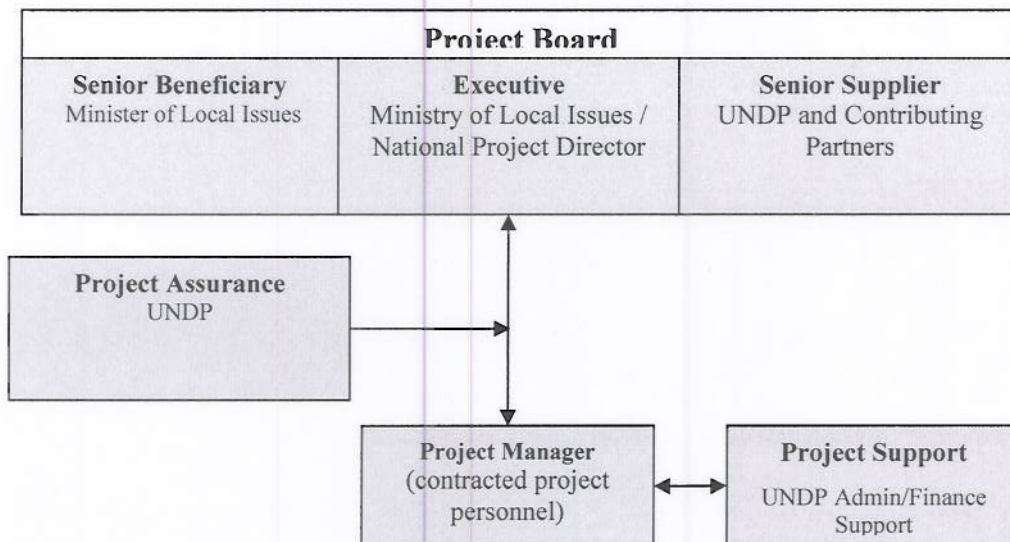 Project Board
Senior Beneficiary
Minister of Local Issues
Executive
Ministry of Local Issues /
National Project Director
Senior Supplier
UNDP and Contributing
Partners
Project Assurance
UNDP
Project Manager
(contracted project
personnel)
Project Support
UNDP Admin/Finance
Support